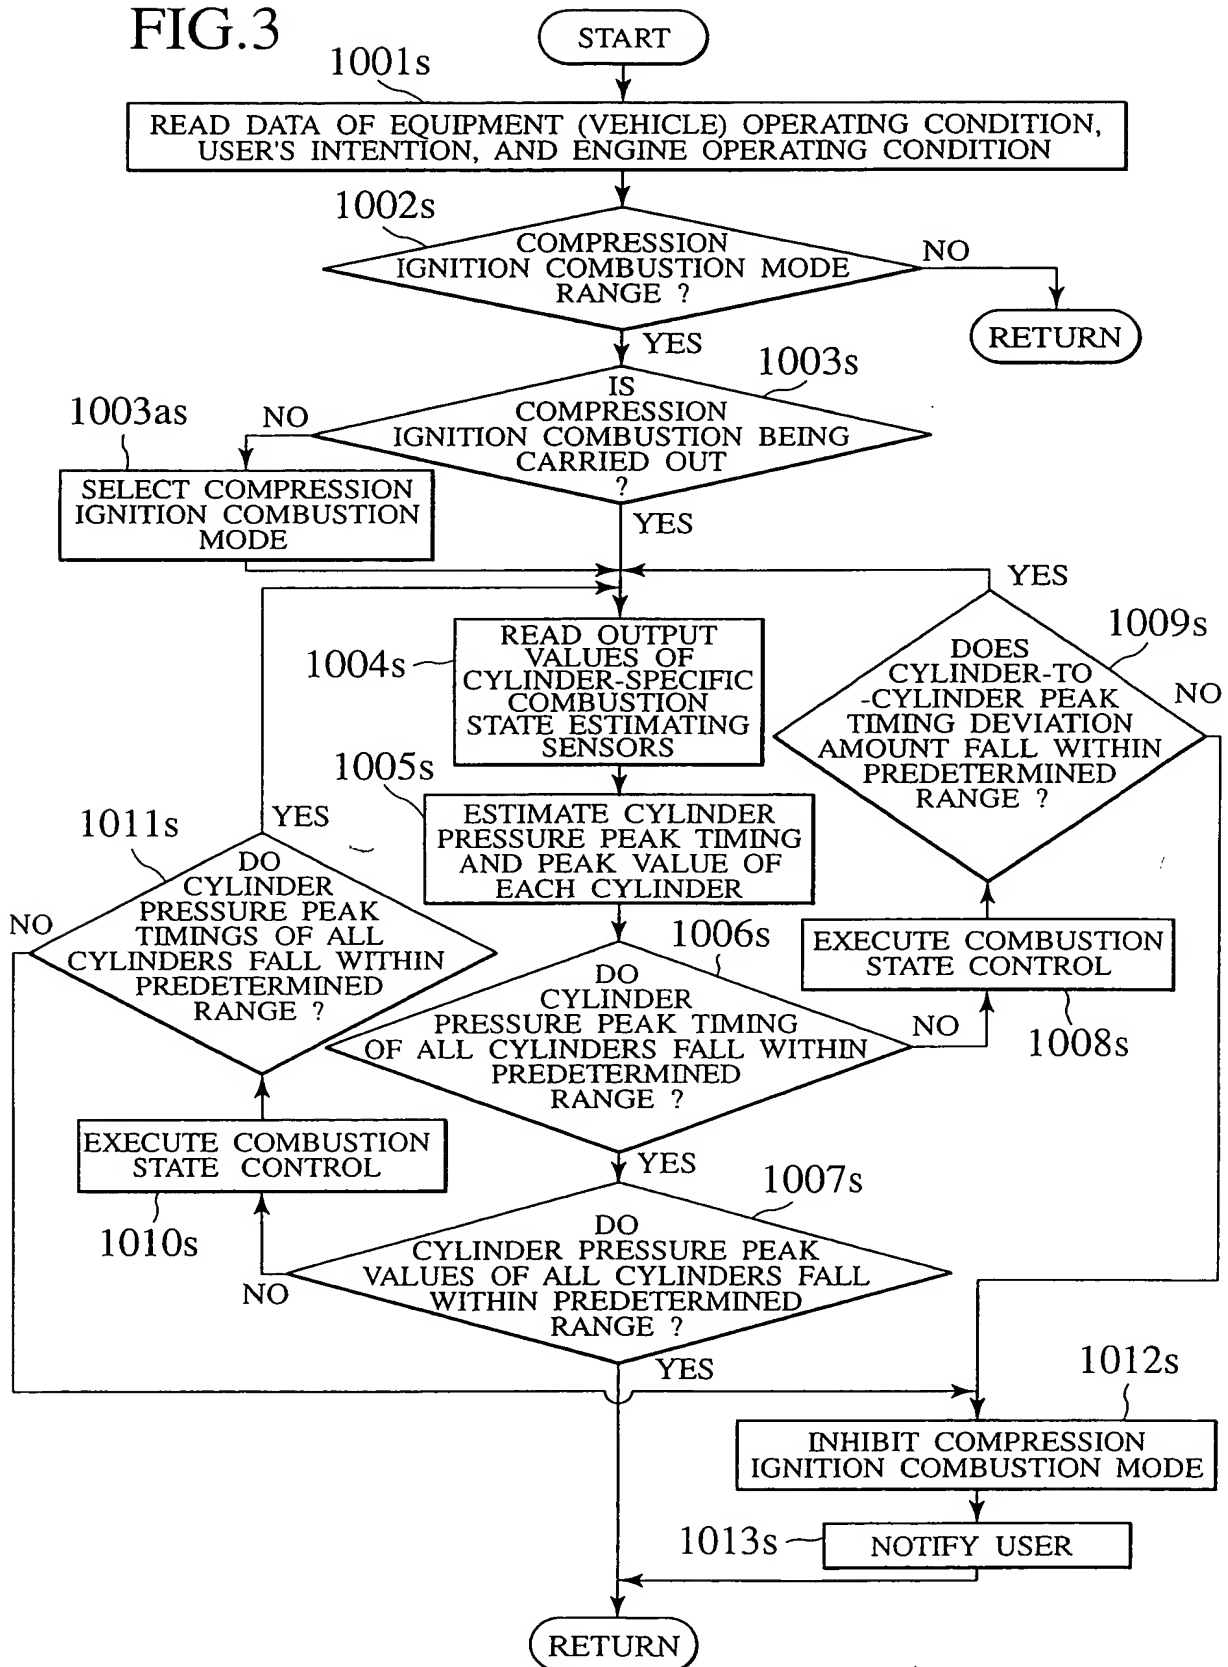 FIG.3
START
1001s
READ DATA OF EQUIPMENT (VEHICLE) OPERATING CONDITION,
USER'S INTENTION, AND ENGINE OPERATING CONDITION
1002s
COMPRESSION
IGNITION COMBUSTION MODE
RANGE ?
NO
RETURN
YES
1003s
IS
COMPRESSION
IGNITION COMBUSTION BEING
CARRIED OUT
?
NO
1003as
SELECT COMPRESSION
IGNITION COMBUSTION
MODE
YES
1004s
READ OUTPUT
VALUES OF
CYLINDER-SPECIFIC
COMBUSTION
STATE ESTIMATING
SENSORS
YES
1009s
DOES
CYLINDER-TO
-CYLINDER PEAK
TIMING DEVIATION
AMOUNT FALL WITHIN
PREDETERMINED
RANGE ?
NO
1005s
ESTIMATE CYLINDER
PRESSURE PEAK TIMING
AND PEAK VALUE OF
EACH CYLINDER
YES
1011s
DO
CYLINDER
PRESSURE PEAK
TIMINGS OF ALL
CYLINDERS FALL WITHIN
PREDETERMINED
RANGE ?
NO
1006s
DO
CYLINDER
PRESSURE PEAK TIMING
OF ALL CYLINDERS FALL WITHIN
PREDETERMINED
RANGE ?
NO
EXECUTE COMBUSTION
STATE CONTROL
1008s
YES
EXECUTE COMBUSTION
STATE CONTROL
1010s
1007s
DO
CYLINDER PRESSURE PEAK
VALUES OF ALL CYLINDERS FALL
WITHIN PREDETERMINED
RANGE ?
NO
YES
1012s
INHIBIT COMPRESSION
IGNITION COMBUSTION MODE
1013s
NOTIFY USER
RETURN